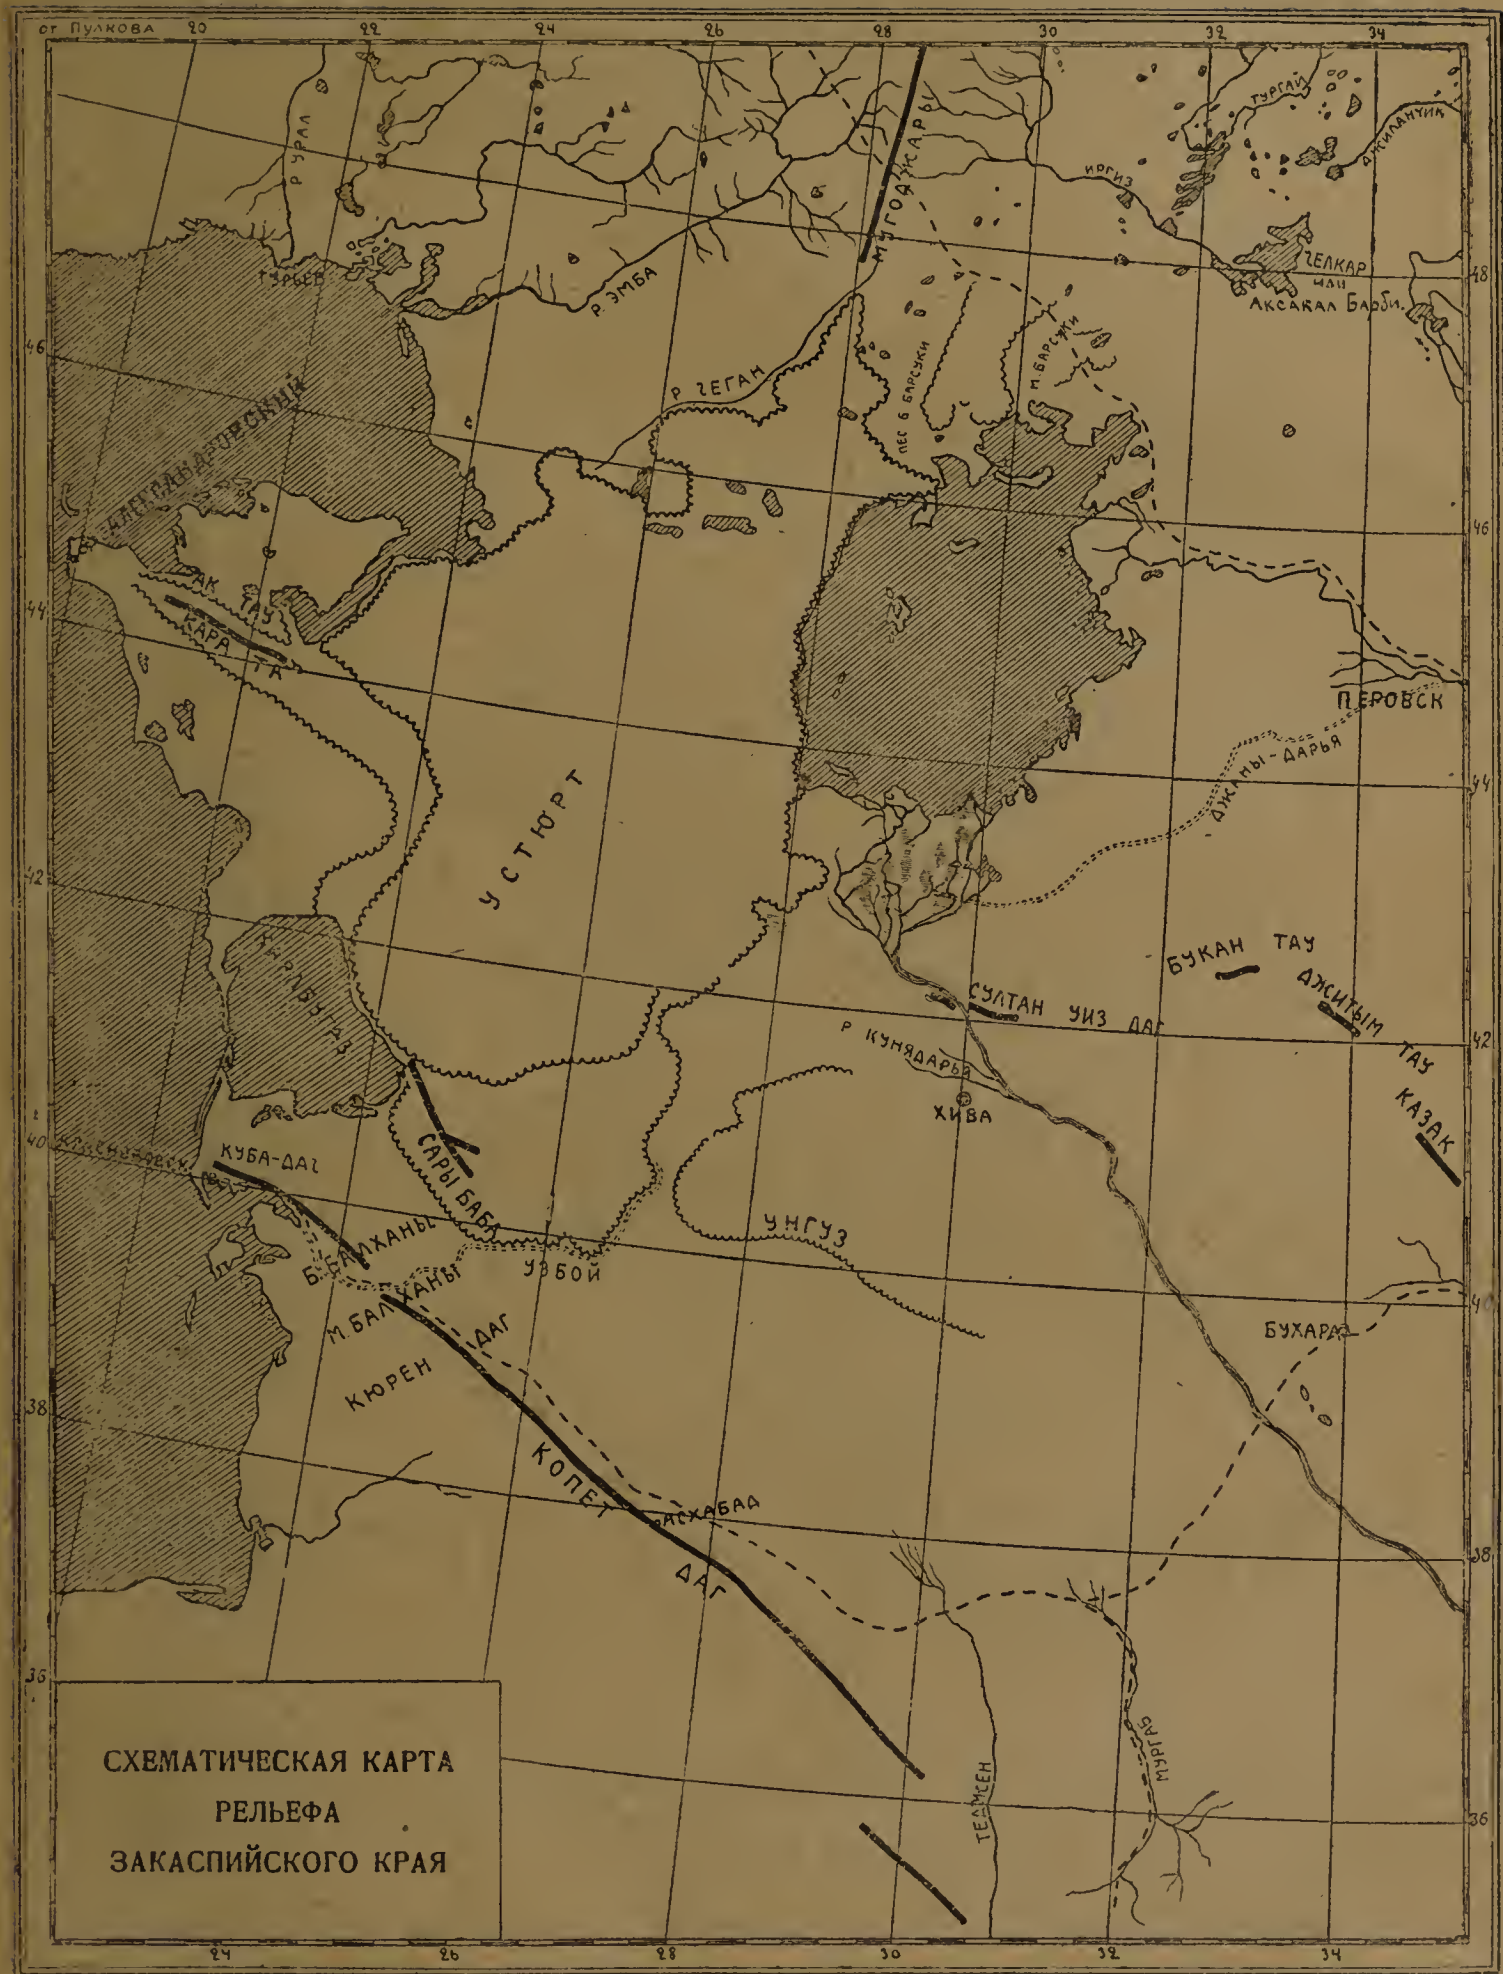 от Пулкова 20 22 24 26 28 30 32 34
ТУРГАЙ
ДЖИЛАНЧИК
Р УРАЛ
МУГОДЖАРЫ
ИРГИЗ
ГУРЬЕВ
Р. ЭМБА
ЧЕЛКАР
ИЛИ
АКСАКАЛ БАРБИ.
48
46
Р ЧЕГАН
ПЕС Б БАРСУКИ
М. БАРСУКИ
АЛЕКСАНДРОВСКИЙ
46
АК ТАУ
44
КАРА ТА
ПЕРОВСК
ДЖАНЫ-ДАРЬЯ
44
УСТЮРТ
42
КАРАБУГАЗ
БУКАН ТАУ
ДЖИТЫМ ТАУ
СУЛТАН УИЗ ДАГ
42
Р КУНЯДАРЬЯ
ХИВА
КАЗАК
40
КРАСНОВОДСК
КУБА-ДАГ
САРЫ БАБА
Б. БАЛХАНЫ
УЗБОЙ
УНГУЗ
М. БАЛХАНЫ
40
БУХАРА
КЮРЕН ДАГ
38
КОПЕТ ДАГ
АСХАБАД
38
36
ТЕДЖЕН
МУРГАБ
36
СХЕМАТИЧЕСКАЯ КАРТА
РЕЛЬЕФА
ЗАКАСПИЙСКОГО КРАЯ
24 26 28 30 32 34